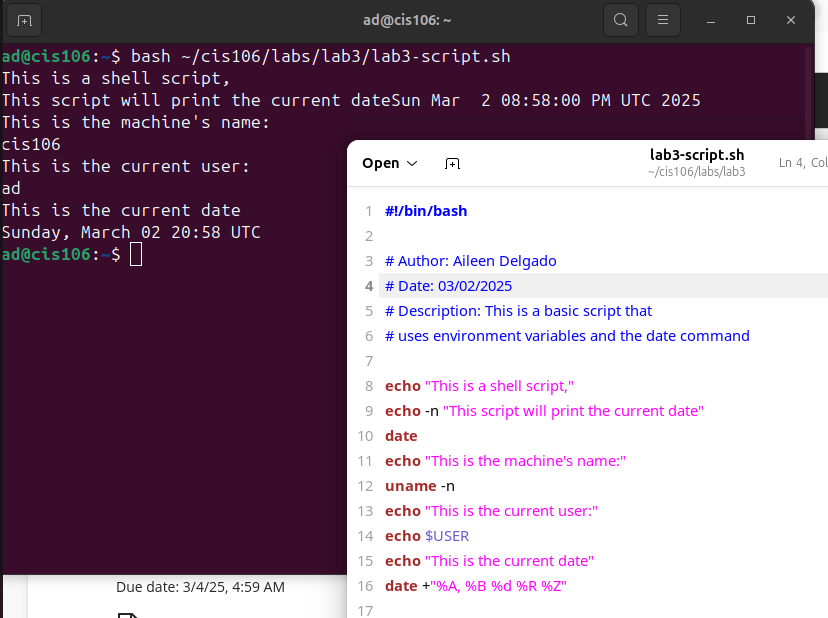 ad@cis106: ~
ad@cis106:~$ bash ~/cis106/labs/lab3/lab3-script.sh
This is a shell script,
This script will print the current dateSun Mar  2 08:58:00 PM UTC 2025
This is the machine's name:
cis106
This is the current user:
ad
This is the current date
Sunday, March 02 20:58 UTC
ad@cis106:~$
Open
lab3-script.sh
~/cis106/labs/lab3
Ln 4, Col
1 #!/bin/bash
2
3 # Author: Aileen Delgado
4 # Date: 03/02/2025
5 # Description: This is a basic script that
6 # uses environment variables and the date command
7
8 echo "This is a shell script,"
9 echo -n "This script will print the current date"
10 date
11 echo "This is the machine's name:"
12 uname -n
13 echo "This is the current user:"
14 echo $USER
15 echo "This is the current date"
16 date +"%A, %B %d %R %Z"
17
Due date: 3/4/25, 4:59 AM